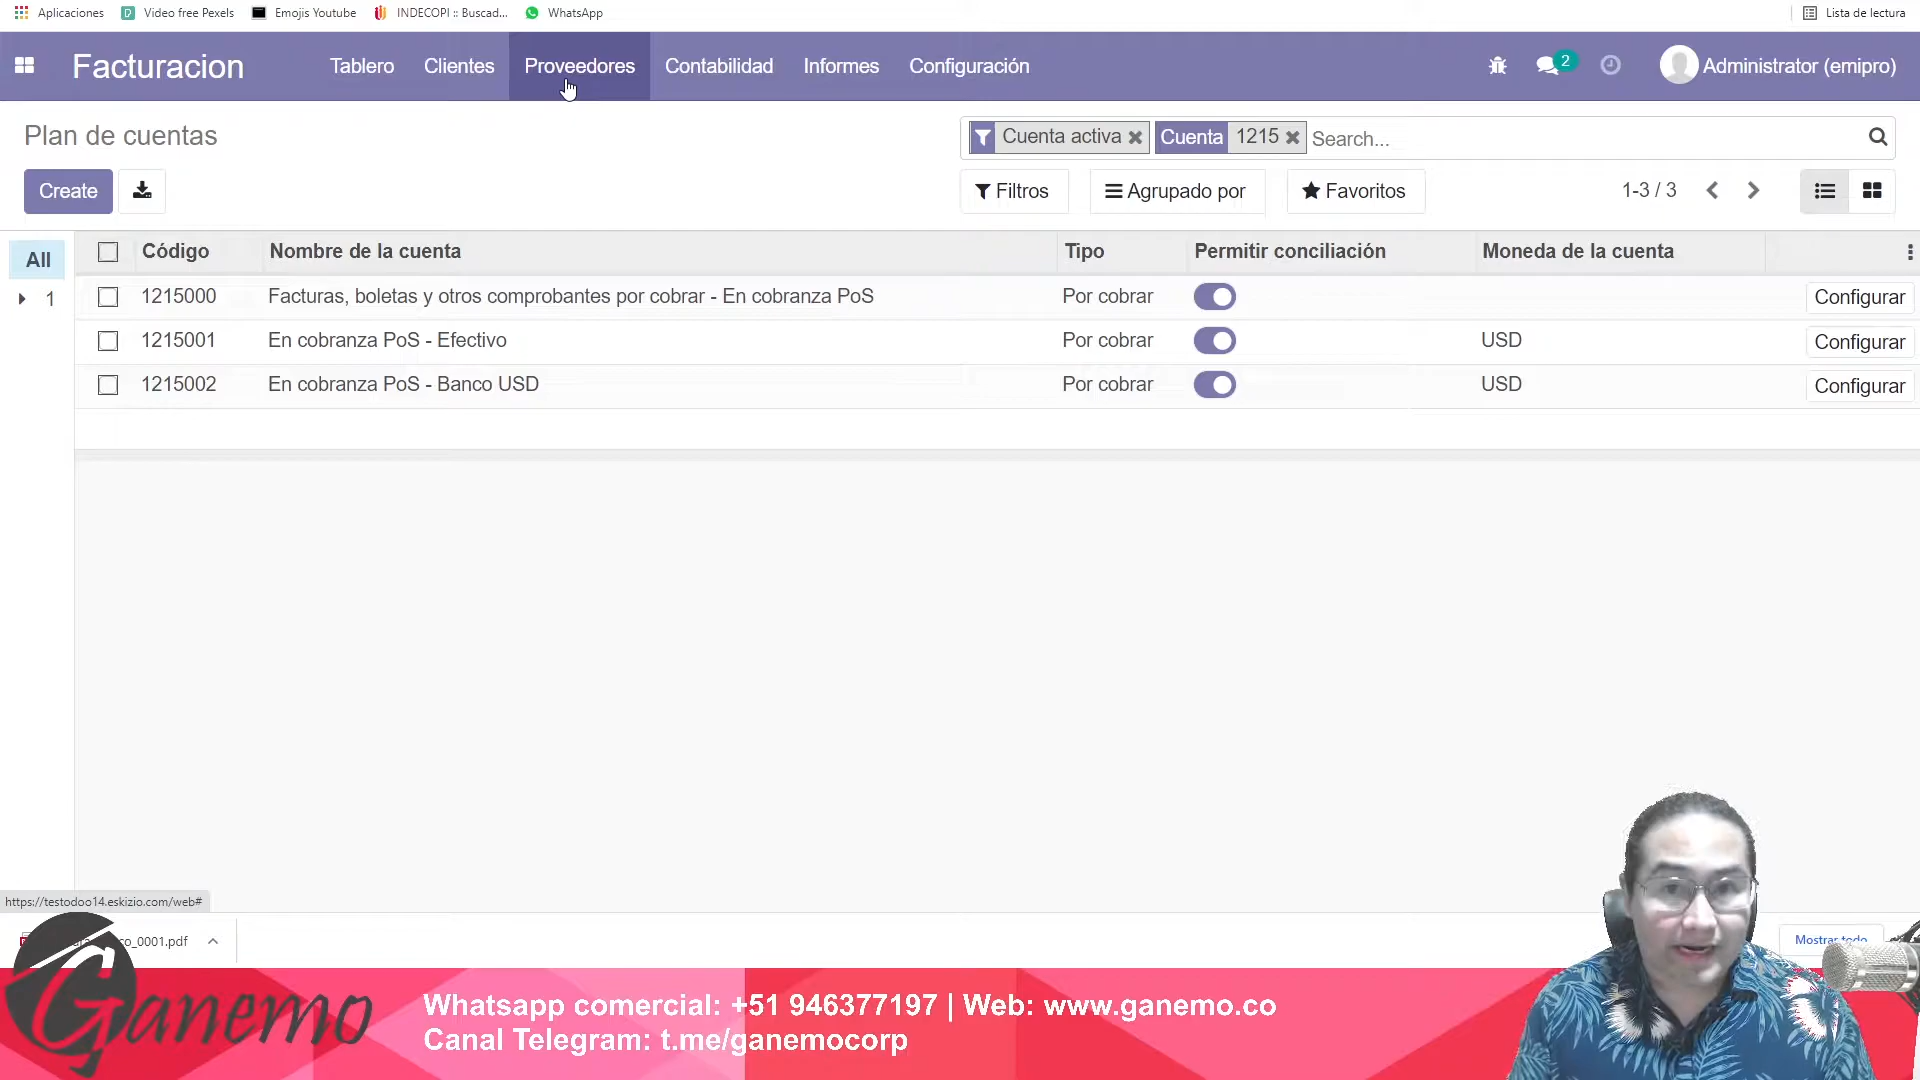 Aplicaciones Video free Pexels Emojis Youtube INDECOPI :: Buscad... WhatsApp Lista de lectura
Facturacion Tablero Clientes Proveedores Contabilidad Informes Configuración 2 Administrator (emipro)
Plan de cuentas Cuenta activa Cuenta 1215 Search...
Create Filtros Agrupado por Favoritos 1-3 / 3
All Código Nombre de la cuenta Tipo Permitir conciliación Moneda de la cuenta
1 1215000 Facturas, boletas y otros comprobantes por cobrar - En cobranza PoS Por cobrar Configurar
1215001 En cobranza PoS - Efectivo Por cobrar USD Configurar
1215002 En cobranza PoS - Banco USD Por cobrar USD Configurar
https://testodoo14.eskizio.com/web#
co_0001.pdf Mostrar todo
Ganemo
Whatsapp comercial: +51 946377197 | Web: www.ganemo.co
Canal Telegram: t.me/ganemocorp